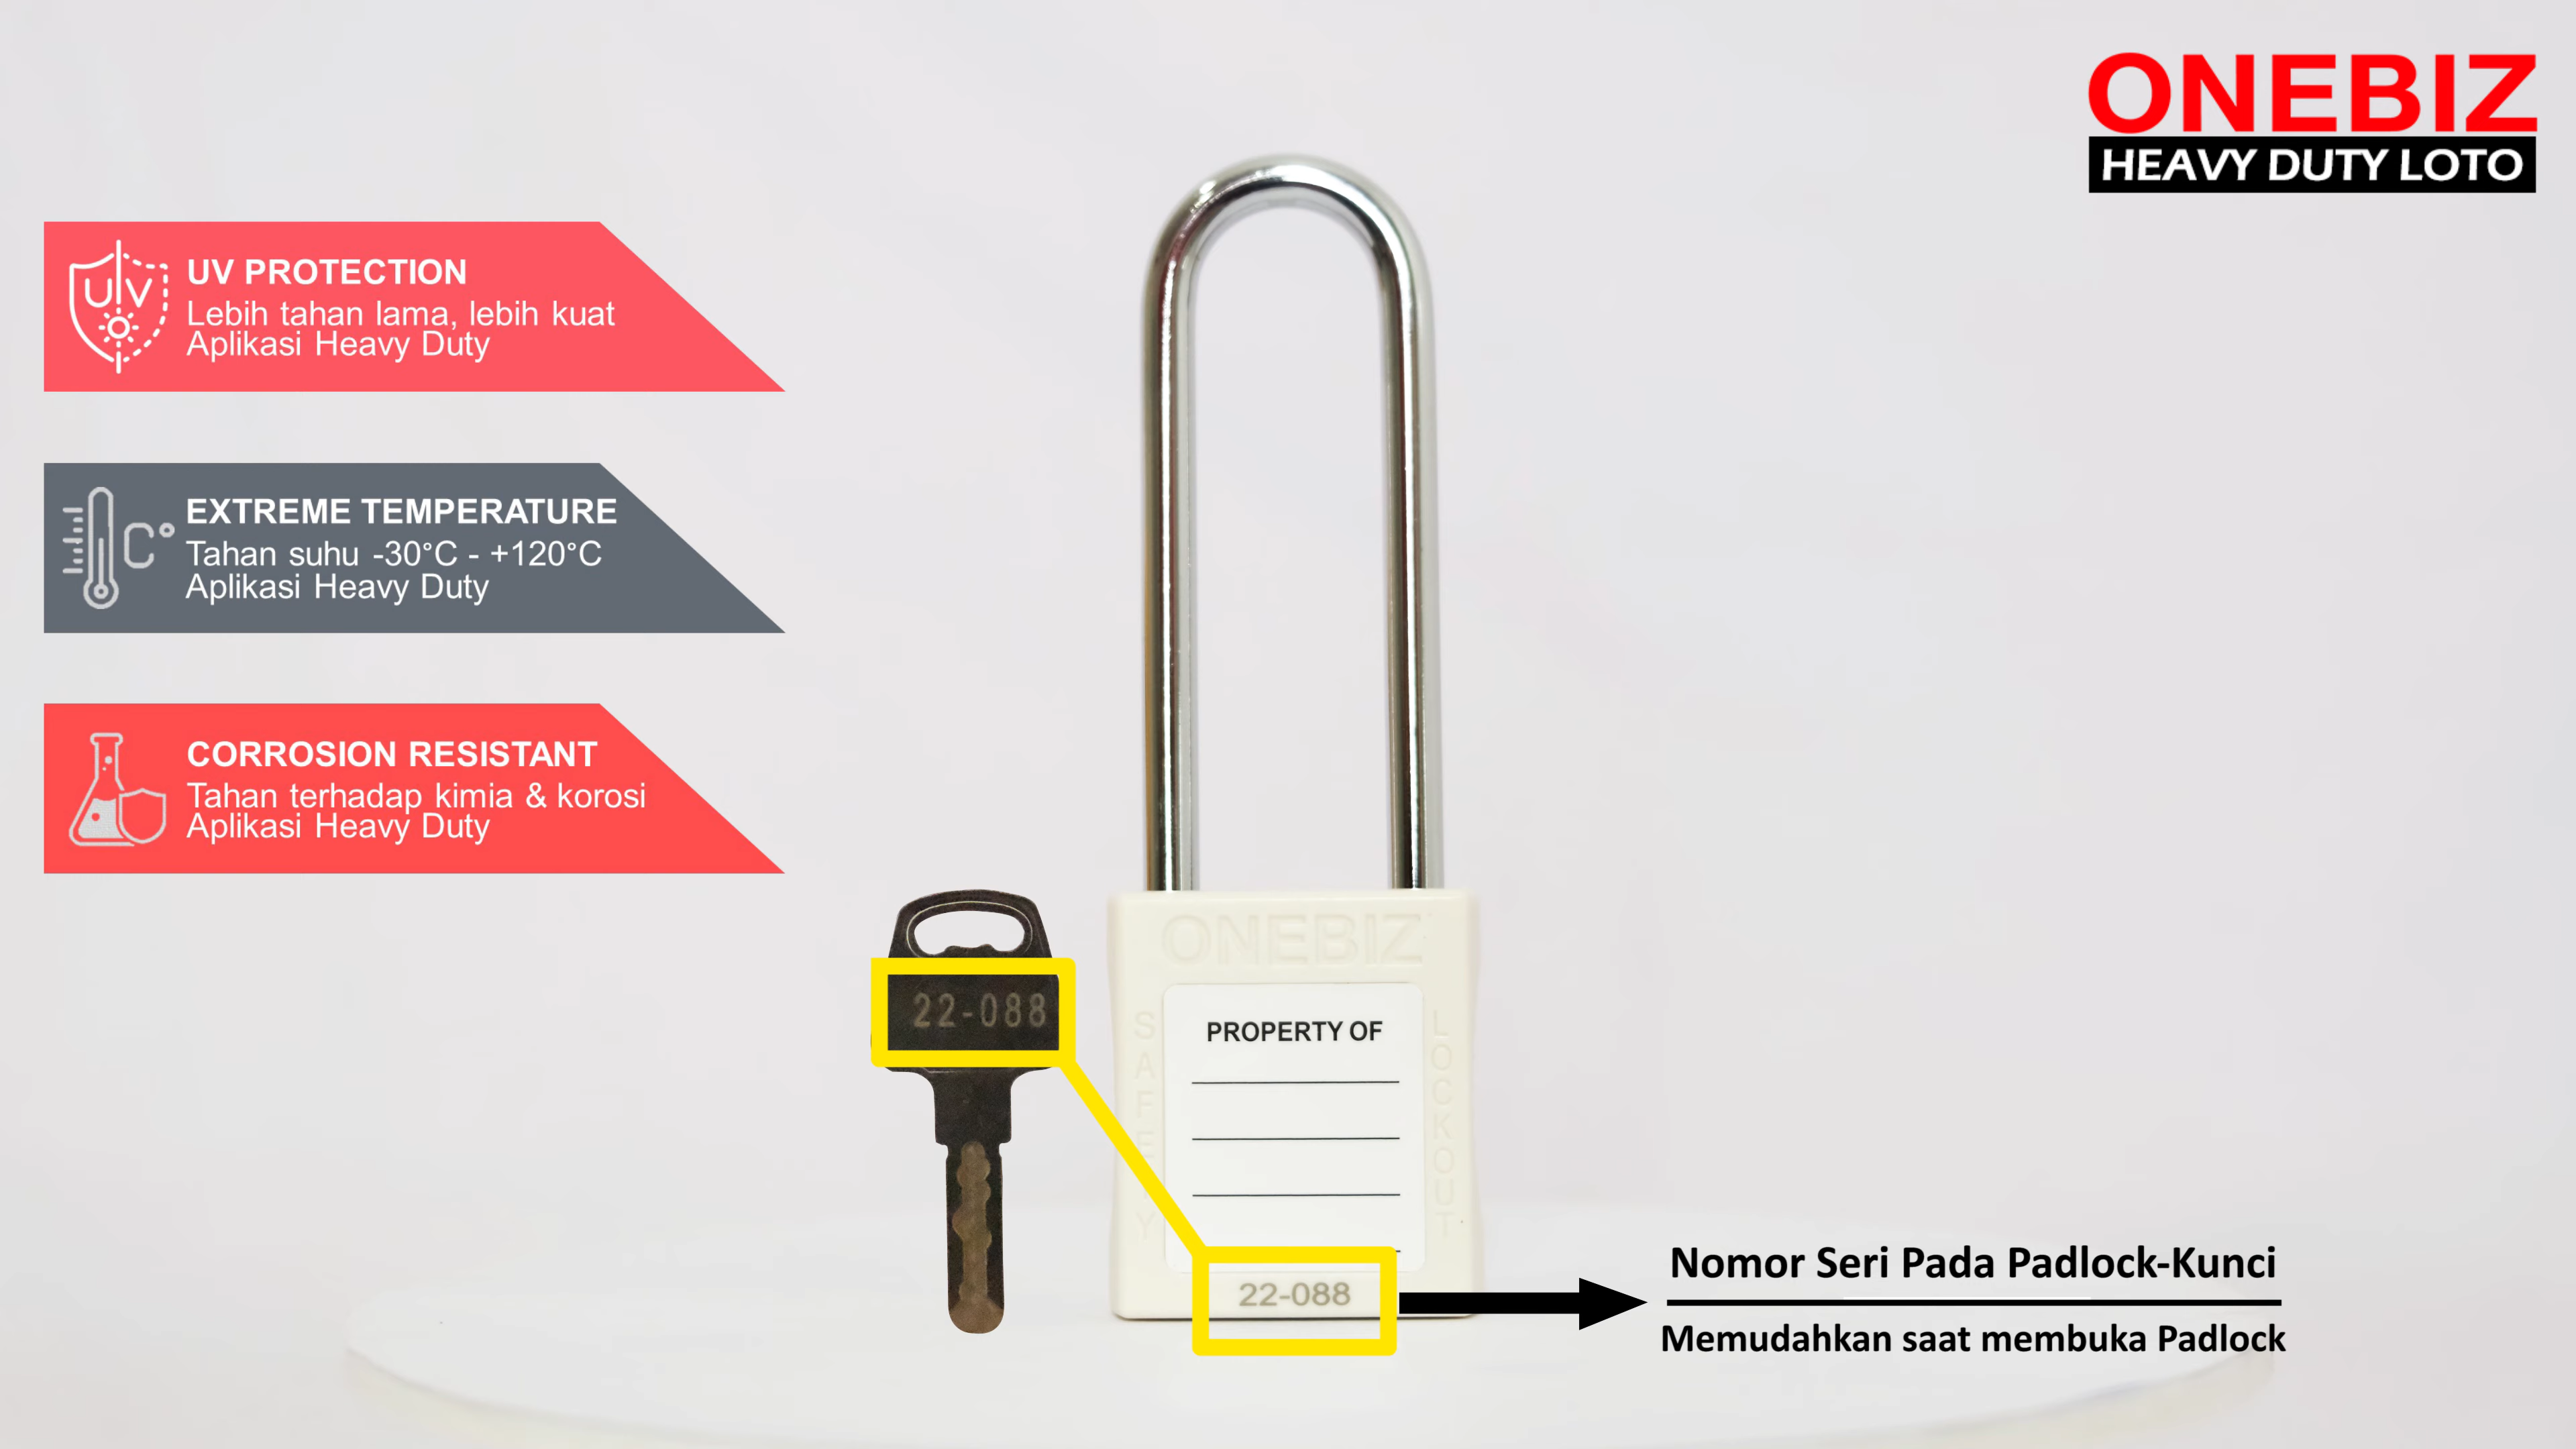 ONEBIZ
HEAVY DUTY LOTO
UV
UV PROTECTION
Lebih tahan lama, lebih kuat
Aplikasi Heavy Duty
C°
EXTREME TEMPERATURE
Tahan suhu -30°C - +120°C
Aplikasi Heavy Duty
CORROSION RESISTANT
Tahan terhadap kimia & korosi
Aplikasi Heavy Duty
22-088
ONEBIZ
SAFETY
PROPERTY OF
LOCKOUT
22-088
Nomor Seri Pada Padlock-Kunci
Memudahkan saat membuka Padlock